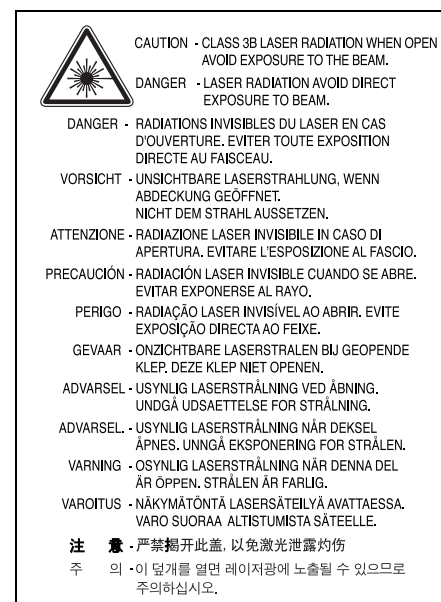 CAUTION - CLASS 3B LASER RADIATION WHEN OPEN
AVOID EXPOSURE TO THE BEAM.
DANGER - LASER RADIATION AVOID DIRECT
EXPOSURE TO BEAM.
DANGER - RADIATIONS INVISIBLES DU LASER EN CAS
D'OUVERTURE. EVITER TOUTE EXPOSITION
DIRECTE AU FAISCEAU.
VORSICHT - UNSICHTBARE LASERSTRAHLUNG, WENN
ABDECKUNG GEÖFFNET.
NICHT DEM STRAHL AUSSETZEN.
ATTENZIONE - RADIAZIONE LASER INVISIBILE IN CASO DI
APERTURA. EVITARE L'ESPOSIZIONE AL FASCIO.
PRECAUCIÓN - RADIACIÓN LASER INVISIBLE CUANDO SE ABRE.
EVITAR EXPONERSE AL RAYO.
PERIGO - RADIAÇÃO LASER INVISÍVEL AO ABRIR. EVITE
EXPOSIÇÃO DIRECTA AO FEIXE.
GEVAAR - ONZICHTBARE LASERSTRALEN BIJ GEOPENDE
KLEP. DEZE KLEP NIET OPENEN.
ADVARSEL - USYNLIG LASERSTRÅLNING VED ÅBNING.
UNDGÅ UDSAETTELSE FOR STRÅLNING.
ADVARSEL. - USYNLIG LASERSTRÅLNING NÅR DEKSEL
ÅPNES. UNNGÅ EKSPONERING FOR STRÅLEN.
VARNING - OSYNLIG LASERSTRÅLNING NÄR DENNA DEL
ÄR ÖPPEN. STRÅLEN ÄR FARLIG.
VAROITUS - NÄKYMÄTÖNTÄ LASERSÄTEILYÄ AVATTAESSA.
VARO SUORAA ALTISTUMISTA SÄTEELLE.
注 意 - 严禁揭开此盖, 以免激光泄露灼伤
주 의 - 이 덮개를 열면 레이저광에 노출될 수 있으므로
주의하십시오.